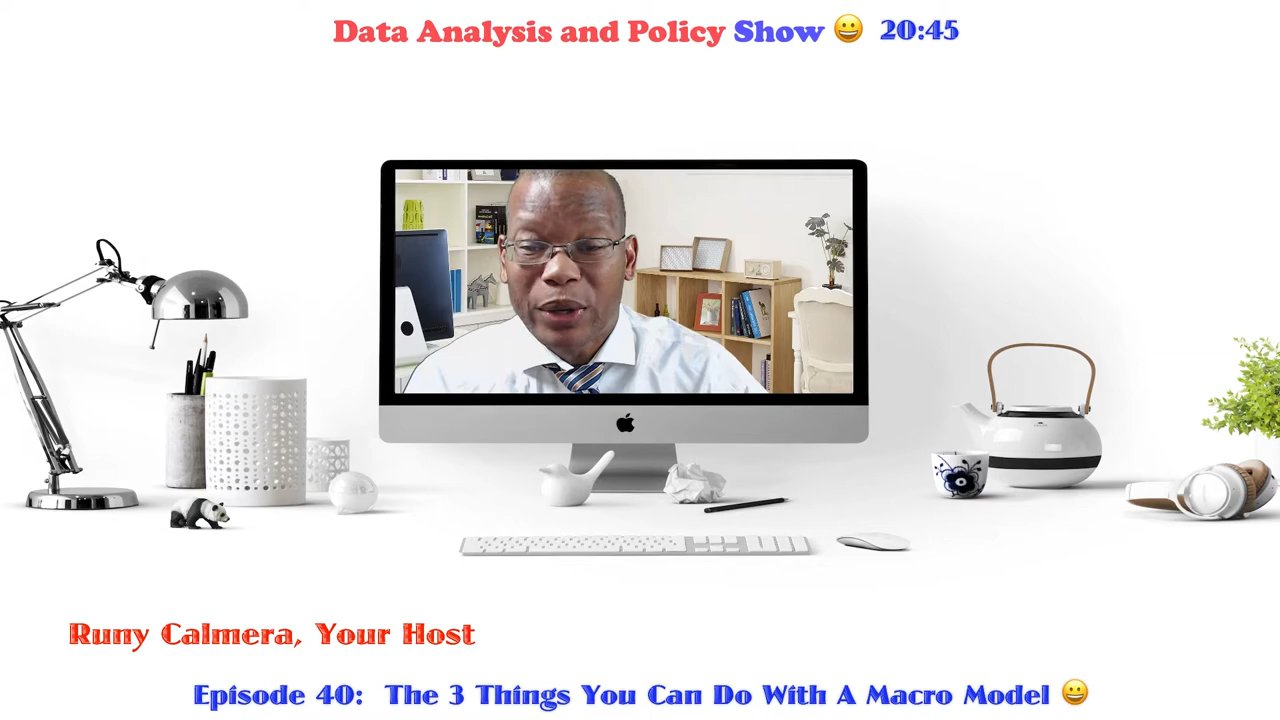 Data Analysis and Policy Show 😀 20:45
Runy Calmera, Your Host
Episode 40: The 3 Things You Can Do With A Macro Model 😀